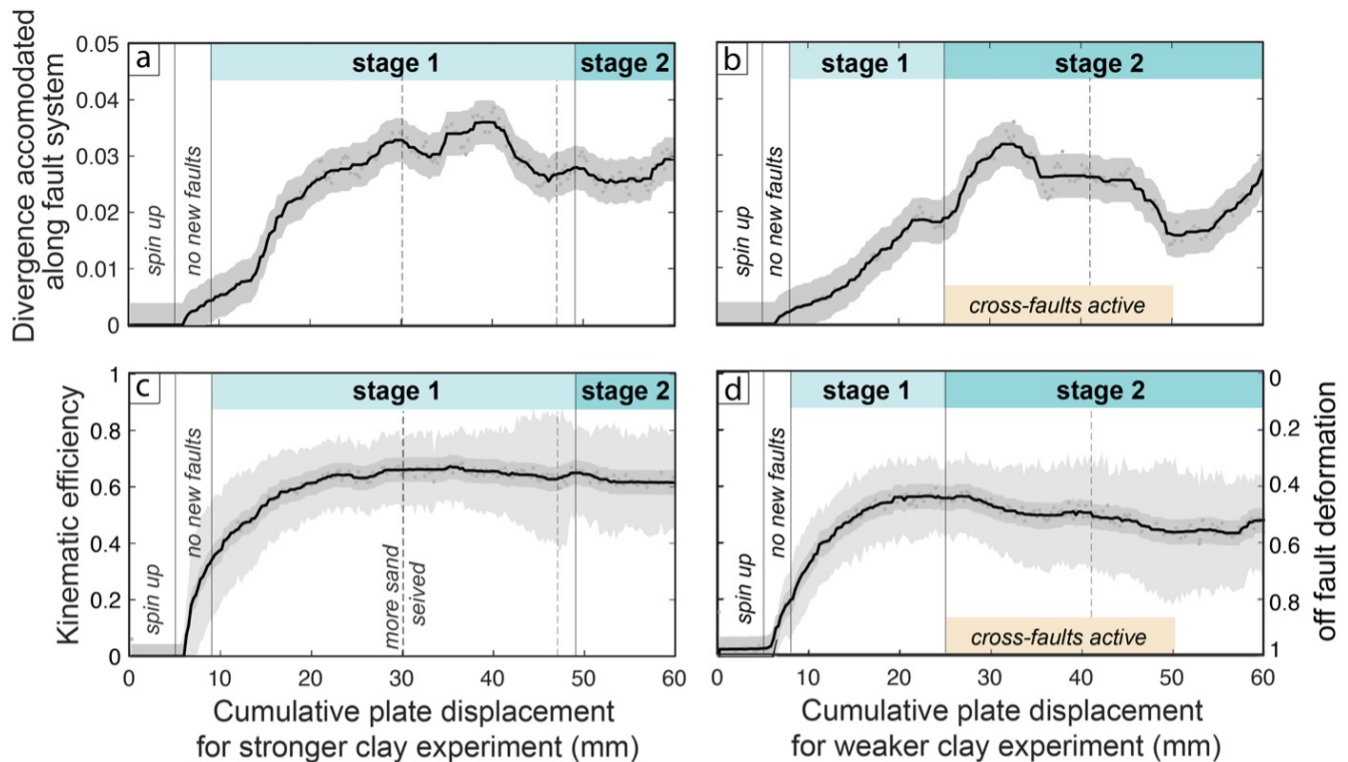 a
stage 1
stage 2
Divergence accomodated
along fault system
0.05
0.04
0.03
0.02
0.01
0
spin up
no new faults
b
stage 1
stage 2
spin up
no new faults
cross-faults active
c
stage 1
stage 2
Kinematic efficiency
1
0.8
0.6
0.4
0.2
0
spin up
no new faults
more sand
seived
0
10
20
30
40
50
60
Cumulative plate displacement
for stronger clay experiment (mm)
d
stage 1
stage 2
spin up
no new faults
cross-faults active
0
0.2
0.4
0.6
0.8
1
off fault deformation
0
10
20
30
40
50
60
Cumulative plate displacement
for weaker clay experiment (mm)